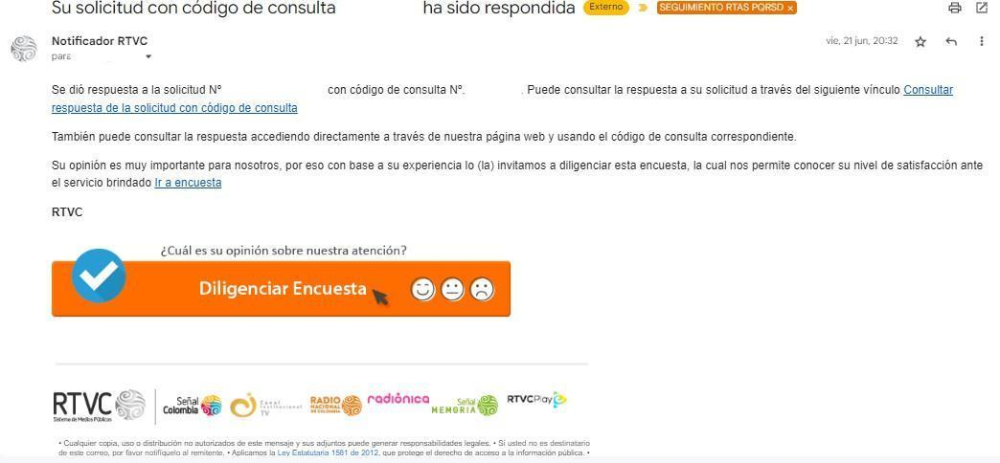 Su solicitud con código de consulta ha sido respondida Externo SEGUIMIENTO RTAS PQRSD x
Notificador RTVC vie, 21 jun, 20:32
para
Se dió respuesta a la solicitud Nº con código de consulta Nº. . Puede consultar la respuesta a su solicitud a través del siguiente vínculo Consultar
respuesta de la solicitud con código de consulta
También puede consultar la respuesta accediendo directamente a través de nuestra página web y usando el código de consulta correspondiente.
Su opinión es muy importante para nosotros, por eso con base a su experiencia lo (la) invitamos a diligenciar esta encuesta, la cual nos permite conocer su nivel de satisfacción ante
el servicio brindado Ir a encuesta
RTVC
¿Cuál es su opinión sobre nuestra atención?
Diligenciar Encuesta
RTVC
Sistema de Medios Públicos
Señal
Colombia
Canal
Institucional
TV
RADIO
NACIONAL
DE COLOMBIA
radiónica
Señal
MEMORIA
RTVCPlay
• Cualquier copia, uso o distribución no autorizados de este mensaje y sus adjuntos puede generar responsabilidades legales. • Si usted no es destinatario
de este correo, por favor notifíquelo al remitente. • Aplicamos la Ley Estatutaria 1581 de 2012, que protege el derecho de acceso a la información pública. •